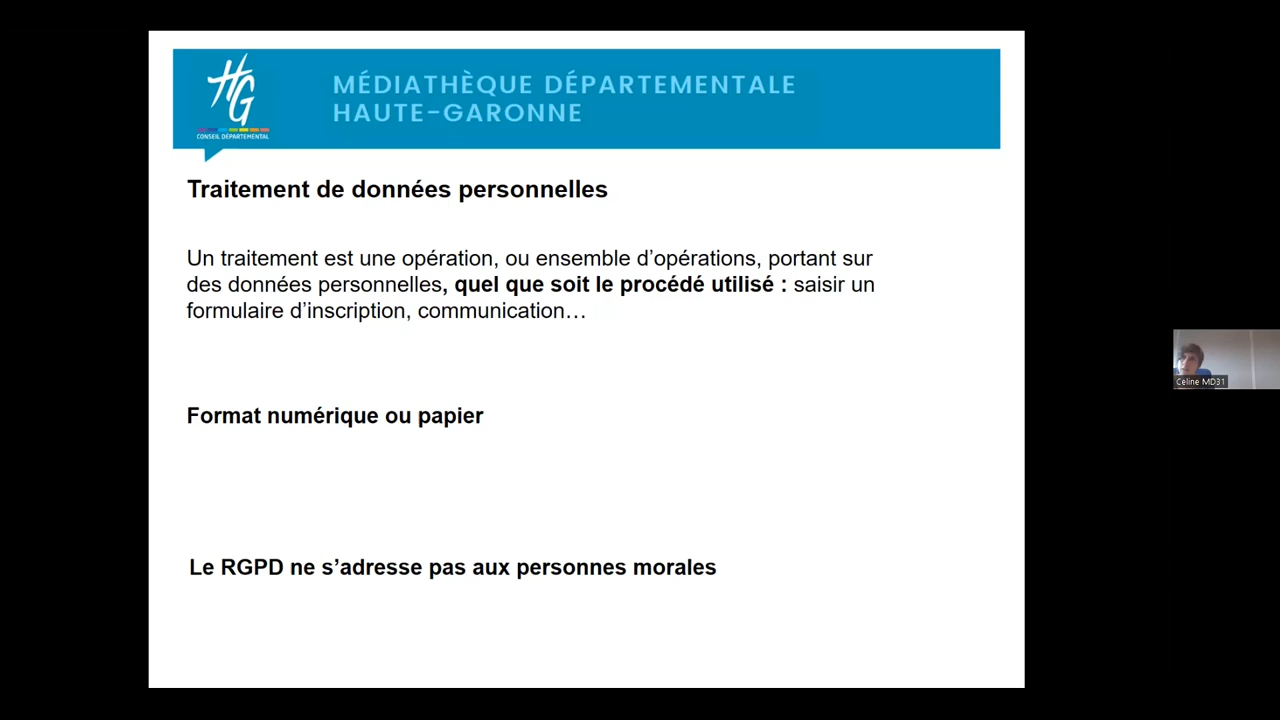 HG
CONSEIL DÉPARTEMENTAL
MÉDIATHÈQUE DÉPARTEMENTALE
HAUTE-GARONNE
Traitement de données personnelles
Un traitement est une opération, ou ensemble d’opérations, portant sur
des données personnelles, quel que soit le procédé utilisé : saisir un
formulaire d’inscription, communication…
Format numérique ou papier
Le RGPD ne s’adresse pas aux personnes morales
Celine MD31